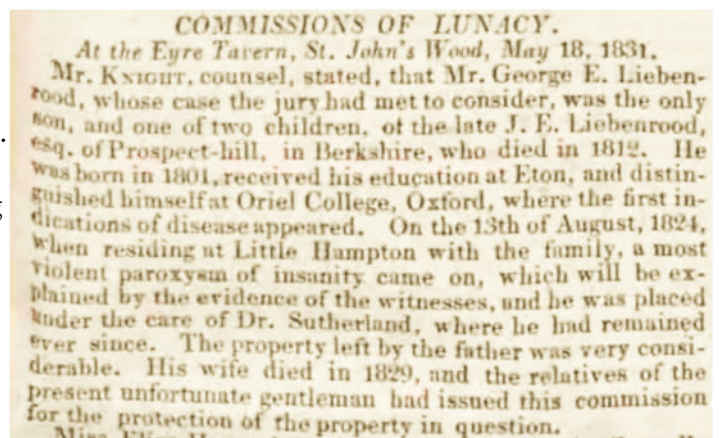 COMMISSIONS OF LUNACY.
At the Eyre Tavern, St. John's Wood, May 18, 1831.
Mr. KNIGHT, counsel, stated, that Mr. George E. Lieben-
rood, whose case the jury had met to consider, was the only
son, and one of two children, of the late J. E. Liebenrood,
esq. of Prospect-hill, in Berkshire, who died in 1812. He
was born in 1801, received his education at Eton, and distin-
guished himself at Oriel College, Oxford, where the first in-
dications of disease appeared. On the 13th of August, 1824,
when residing at Little Hampton with the family, a most
violent paroxysm of insanity came on, which will be ex-
plained by the evidence of the witnesses, and he was placed
under the care of Dr. Sutherland, where he had remained
ever since. The property left by the father was very consi-
derable. His wife died in 1829, and the relatives of the
present unfortunate gentleman had issued this commission
for the protection of the property in question.